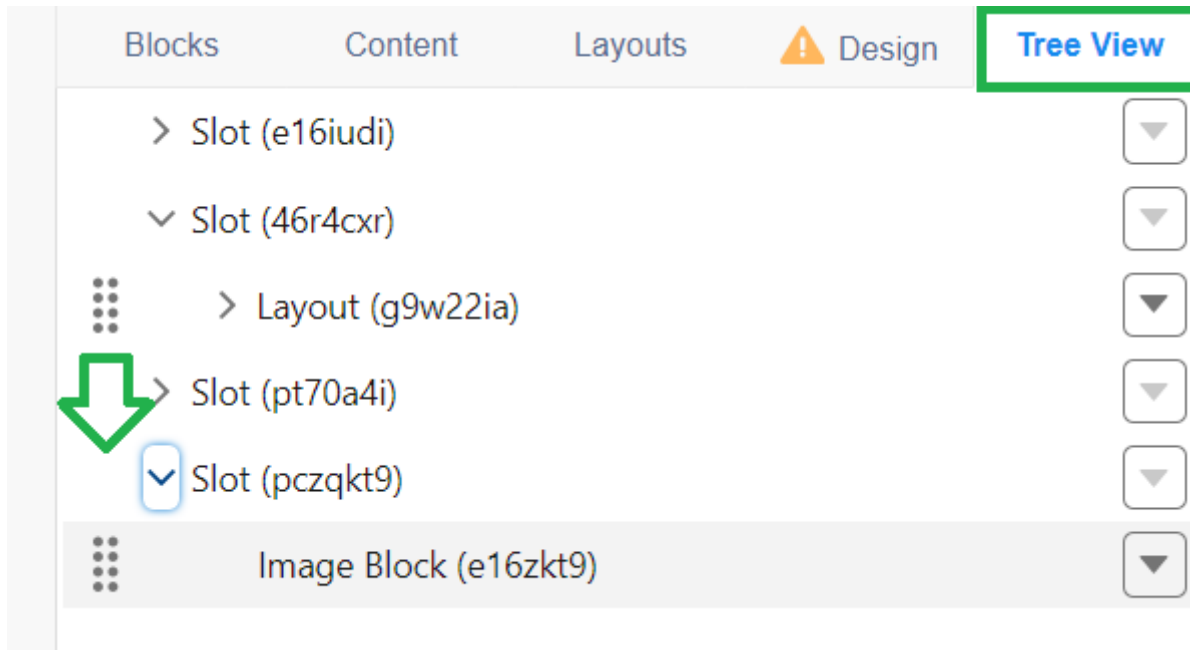 Blocks Content Layouts Design Tree View
Slot (e16iudi)
Slot (46r4cxr)
Layout (g9w22ia)
Slot (pt70a4i)
Slot (pczqkt9)
Image Block (e16zkt9)